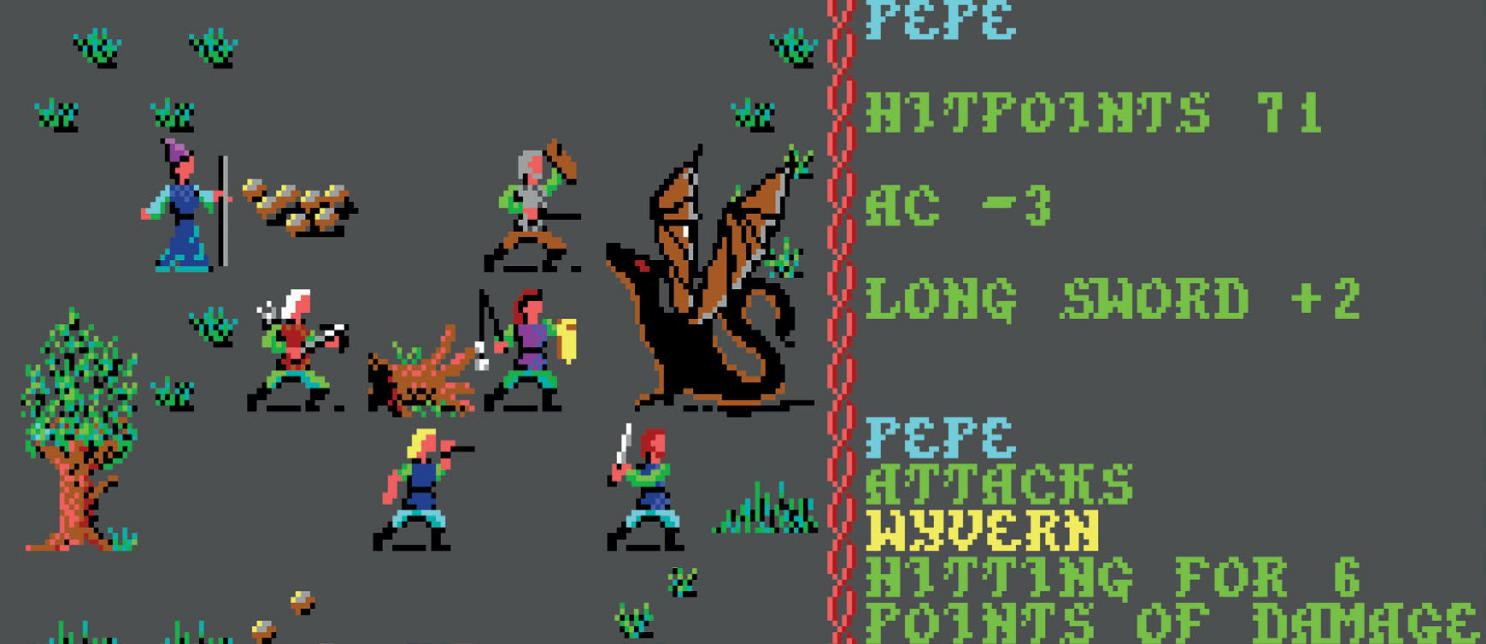 PEPE
HITPOINTS 71
AC -3
LONG SWORD +2
PEPE
ATTACKS
WYVERN
HITTING FOR 6
POINTS OF DAMAGE